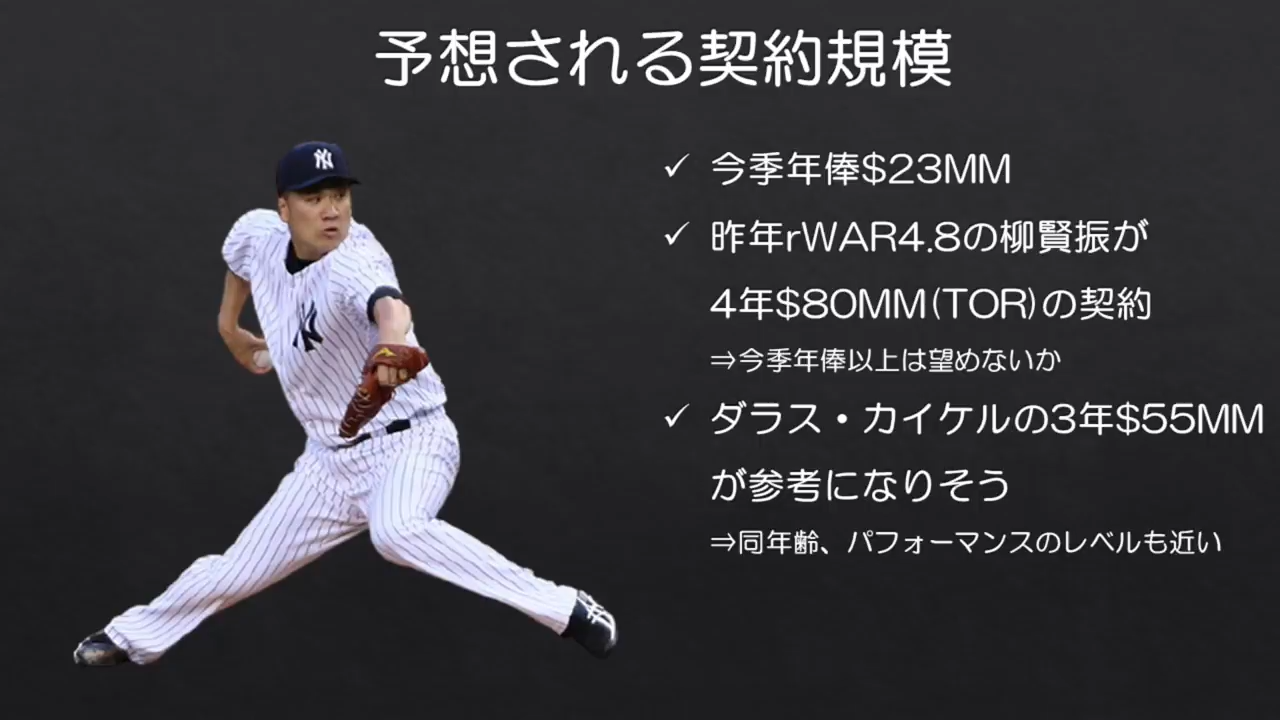 予想される契約規模
✓ 今季年俸$23MM
✓ 昨年rWAR4.8の柳賢振が
4年$80MM(TOR)の契約
⇒今季年俸以上は望めないか
✓ ダラス・カイケルの3年$55MM
が参考になりそう
⇒同年齢、パフォーマンスのレベルも近い
NY
NY